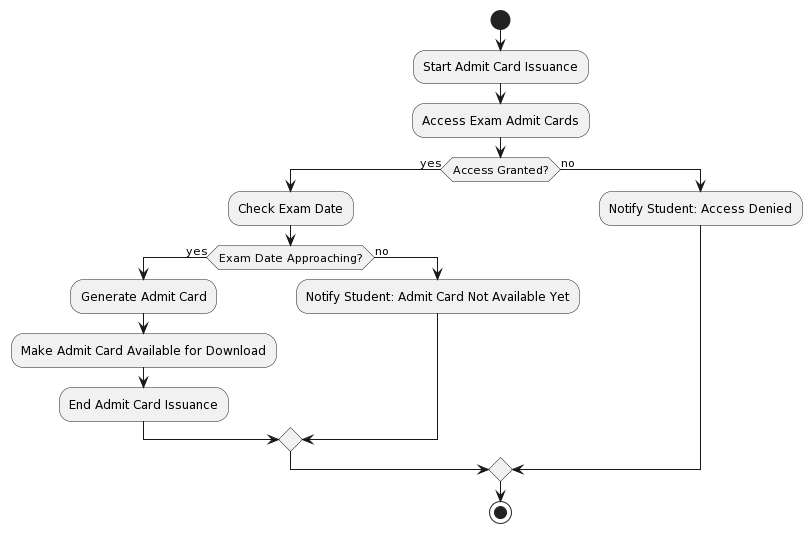 Start Admit Card Issuance
Access Exam Admit Cards
yes
Access Granted?
no
Check Exam Date
Notify Student: Access Denied
yes
Exam Date Approaching?
no
Generate Admit Card
Notify Student: Admit Card Not Available Yet
Make Admit Card Available for Download
End Admit Card Issuance